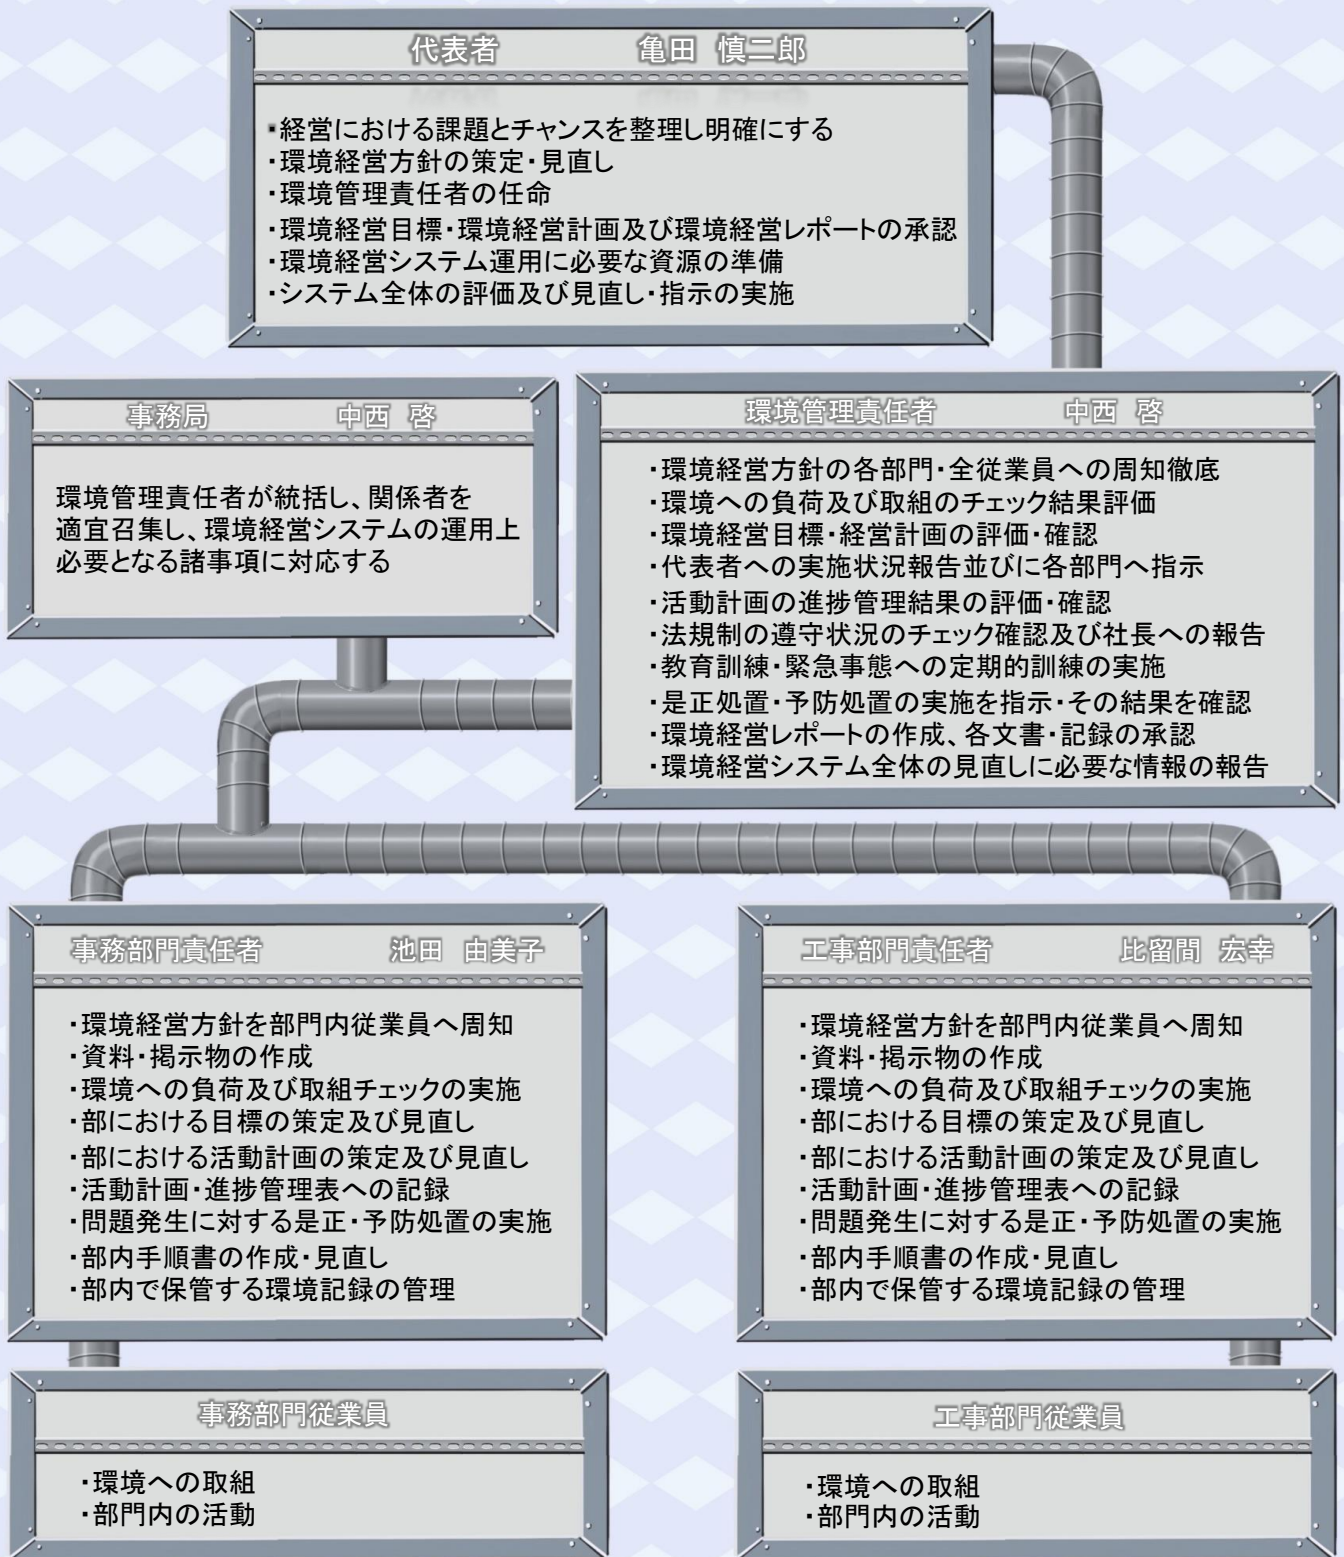 代表者 亀田 慎二郎
・経営における課題とチャンスを整理し明確にする
・環境経営方針の策定・見直し
・環境管理責任者の任命
・環境経営目標・環境経営計画及び環境経営レポートの承認
・環境経営システム運用に必要な資源の準備
・システム全体の評価及び見直し・指示の実施
事務局 中西 啓
環境管理責任者が統括し、関係者を
適宜召集し、環境経営システムの運用上
必要となる諸事項に対応する
環境管理責任者 中西 啓
・環境経営方針の各部門・全従業員への周知徹底
・環境への負荷及び取組のチェック結果評価
・環境経営目標・経営計画の評価・確認
・代表者への実施状況報告並びに各部門へ指示
・活動計画の進捗管理結果の評価・確認
・法規制の遵守状況のチェック確認及び社長への報告
・教育訓練・緊急事態への定期的訓練の実施
・是正処置・予防処置の実施を指示・その結果を確認
・環境経営レポートの作成、各文書・記録の承認
・環境経営システム全体の見直しに必要な情報の報告
事務部門責任者 池田 由美子
・環境経営方針を部門内従業員へ周知
・資料・掲示物の作成
・環境への負荷及び取組チェックの実施
・部における目標の策定及び見直し
・部における活動計画の策定及び見直し
・活動計画・進捗管理表への記録
・問題発生に対する是正・予防処置の実施
・部内手順書の作成・見直し
・部内で保管する環境記録の管理
工事部門責任者 比留間 宏幸
・環境経営方針を部門内従業員へ周知
・資料・掲示物の作成
・環境への負荷及び取組チェックの実施
・部における目標の策定及び見直し
・部における活動計画の策定及び見直し
・活動計画・進捗管理表への記録
・問題発生に対する是正・予防処置の実施
・部内手順書の作成・見直し
・部内で保管する環境記録の管理
事務部門従業員
・環境への取組
・部門内の活動
工事部門従業員
・環境への取組
・部門内の活動